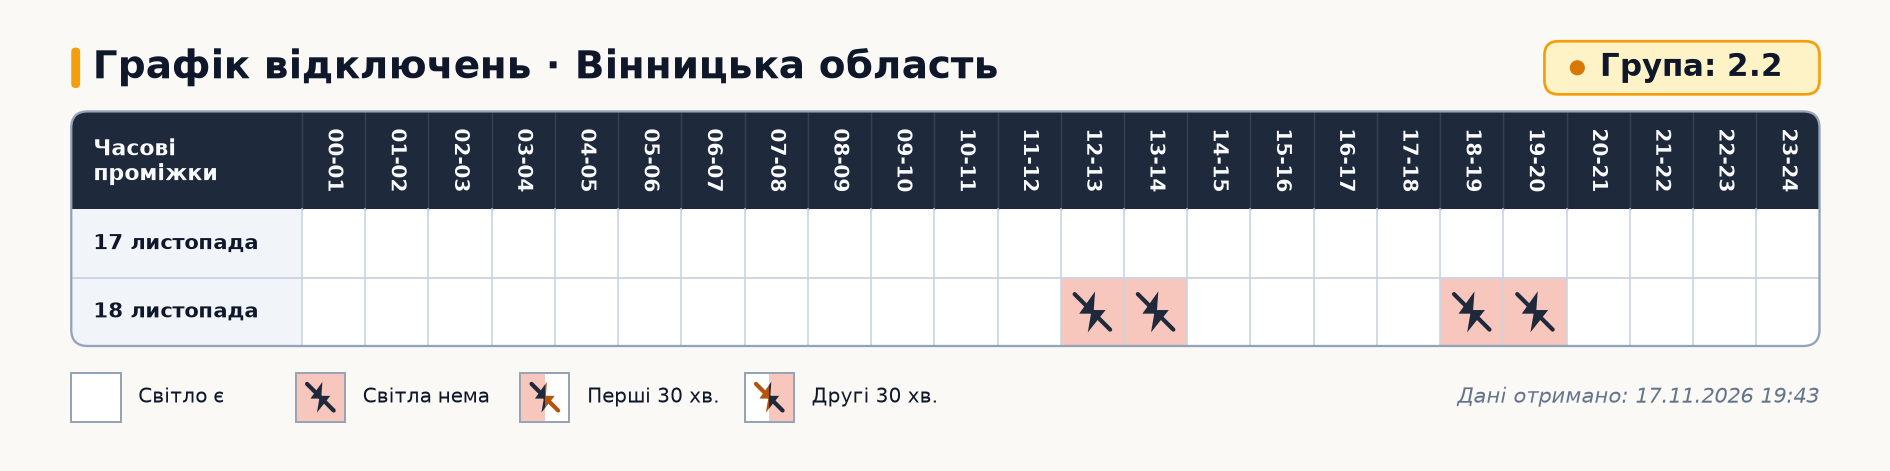 Графік відключень · Вінницька область
Група: 2.2
Часові
проміжки
00-01
01-02
02-03
03-04
04-05
05-06
06-07
07-08
08-09
09-10
10-11
11-12
12-13
13-14
14-15
15-16
16-17
17-18
18-19
19-20
20-21
21-22
22-23
23-24
17 листопада
18 листопада
Світло є
Світла нема
Перші 30 хв.
Другі 30 хв.
Дані отримано: 17.11.2026 19:43